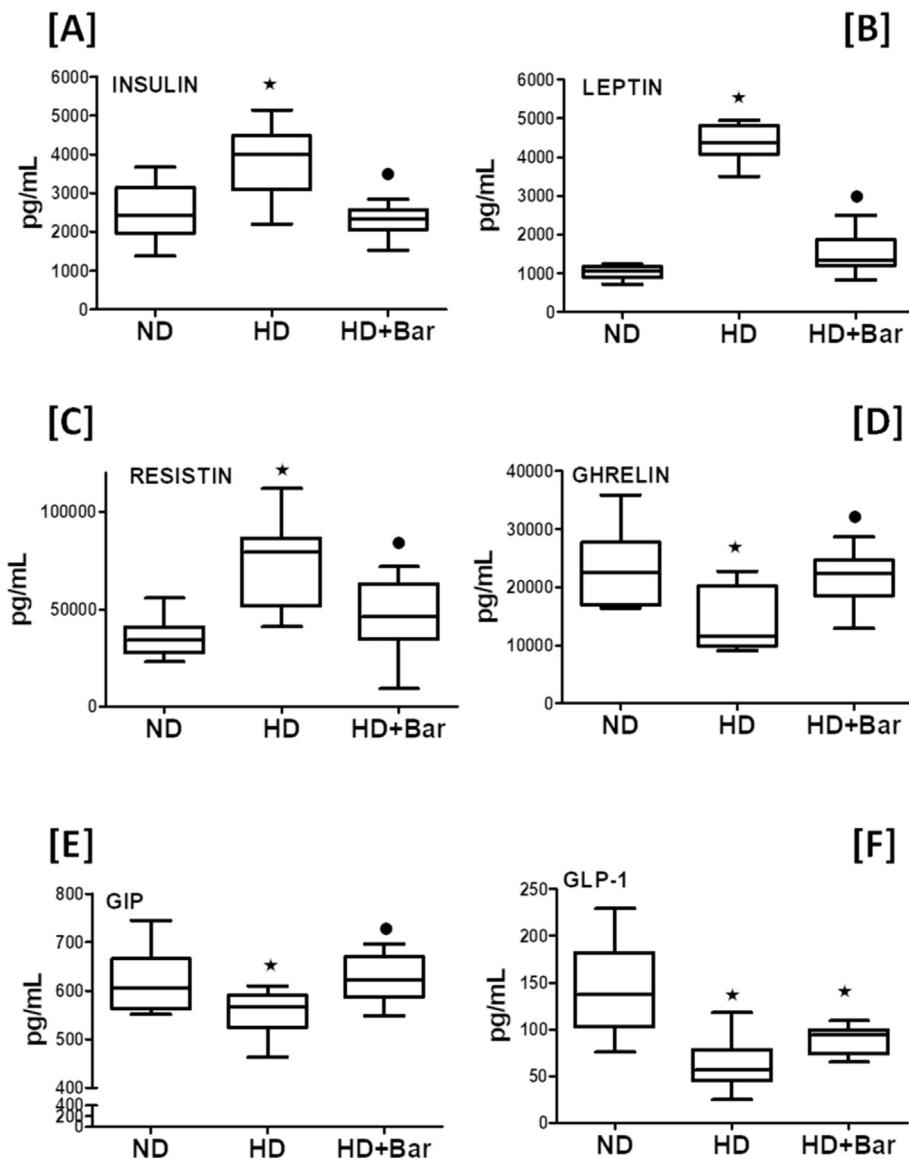 [A]
INSULIN
pg/mL
6000
5000
4000
3000
2000
1000
0
ND HD HD+Bar
[B]
LEPTIN
pg/mL
6000
5000
4000
3000
2000
1000
0
ND HD HD+Bar
[C]
RESISTIN
pg/mL
100000
50000
0
ND HD HD+Bar
[D]
GHRELIN
pg/mL
40000
30000
20000
10000
0
ND HD HD+Bar
[E]
GIP
pg/mL
800
700
600
500
400
400
200
0
ND HD HD+Bar
[F]
GLP-1
pg/mL
250
200
150
100
50
0
ND HD HD+Bar